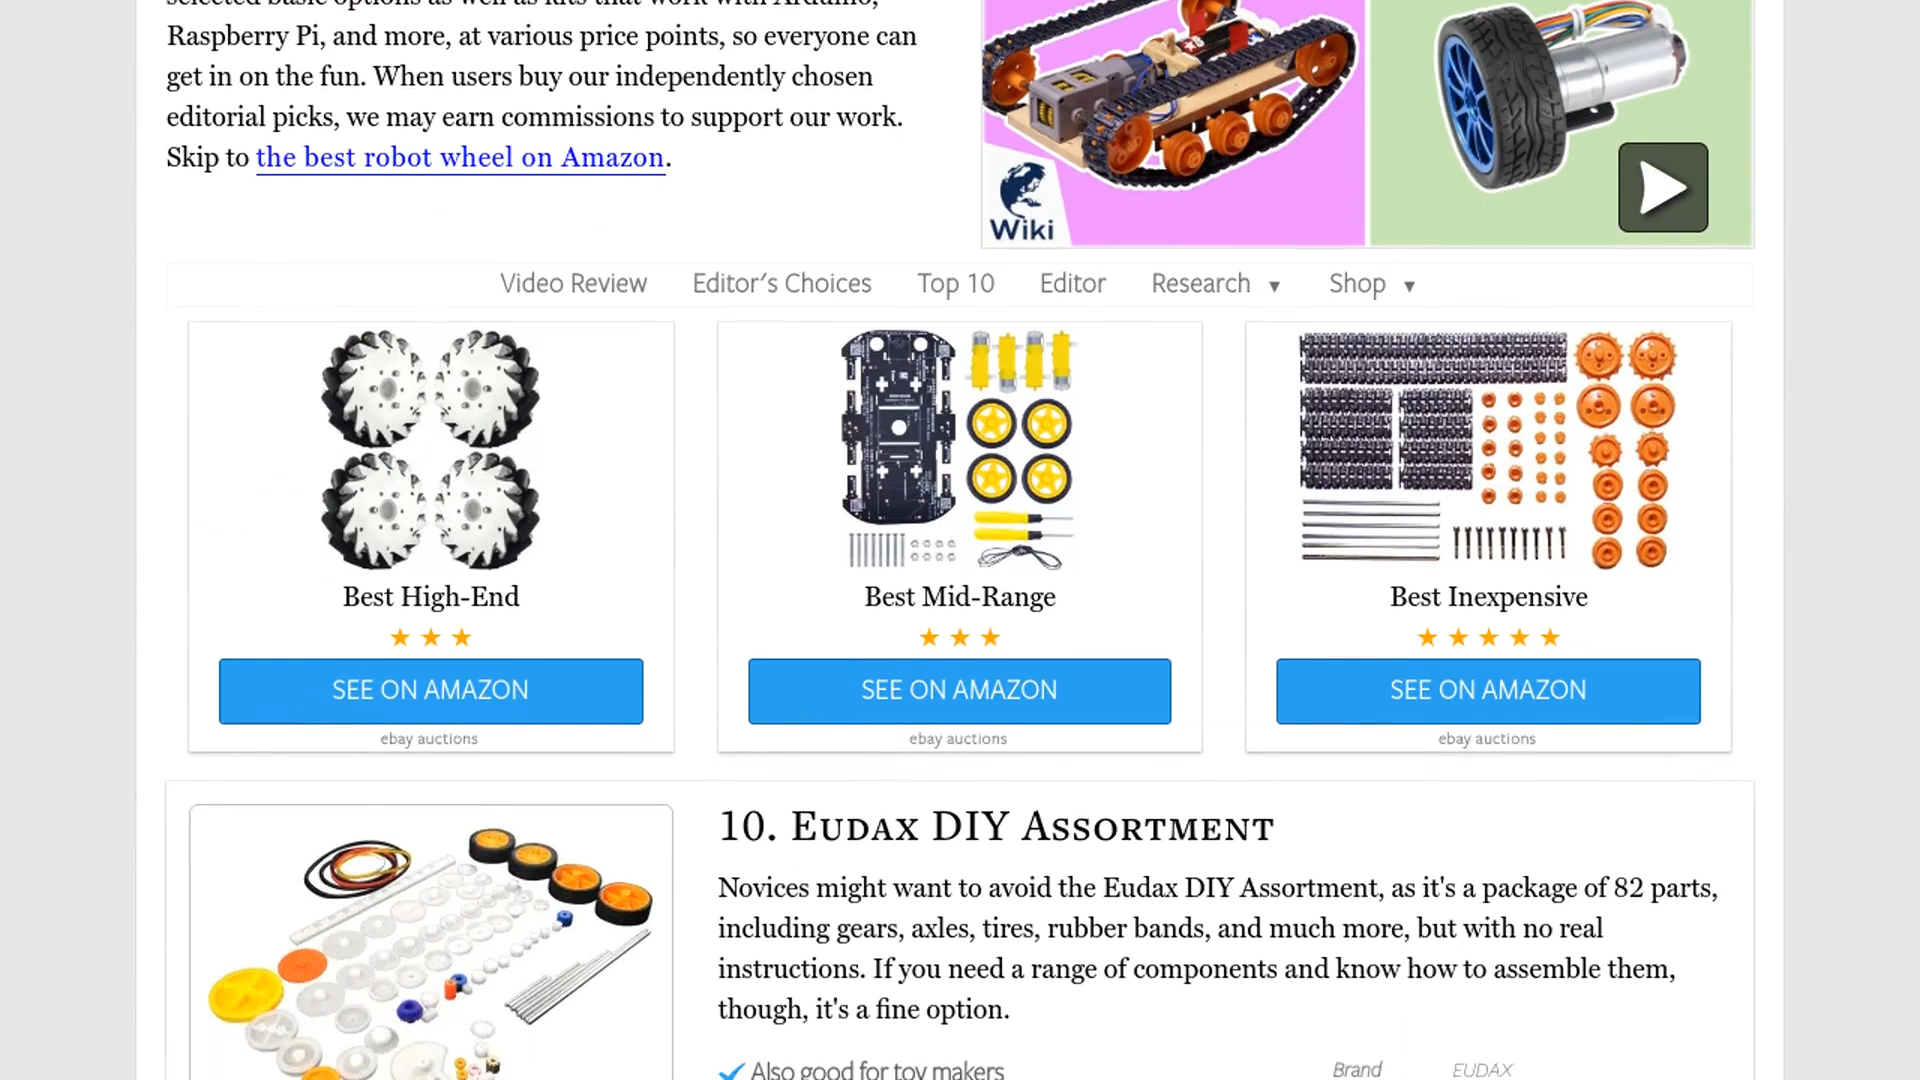 selected basic options as well as kits that work with Arduino,
Raspberry Pi, and more, at various price points, so everyone can
get in on the fun. When users buy our independently chosen
editorial picks, we may earn commissions to support our work.
Skip to the best robot wheel on Amazon.
Wiki
Video Review Editor's Choices Top 10 Editor Research ▼ Shop ▼
Best High-End
★ ★ ★
SEE ON AMAZON
ebay auctions
Best Mid-Range
★ ★ ★
SEE ON AMAZON
ebay auctions
Best Inexpensive
★ ★ ★ ★ ★
SEE ON AMAZON
ebay auctions
10. Eudax DIY Assortment
Novices might want to avoid the Eudax DIY Assortment, as it's a package of 82 parts,
including gears, axles, tires, rubber bands, and much more, but with no real
instructions. If you need a range of components and know how to assemble them,
though, it's a fine option.
Also good for toy makers
Brand EUDAX